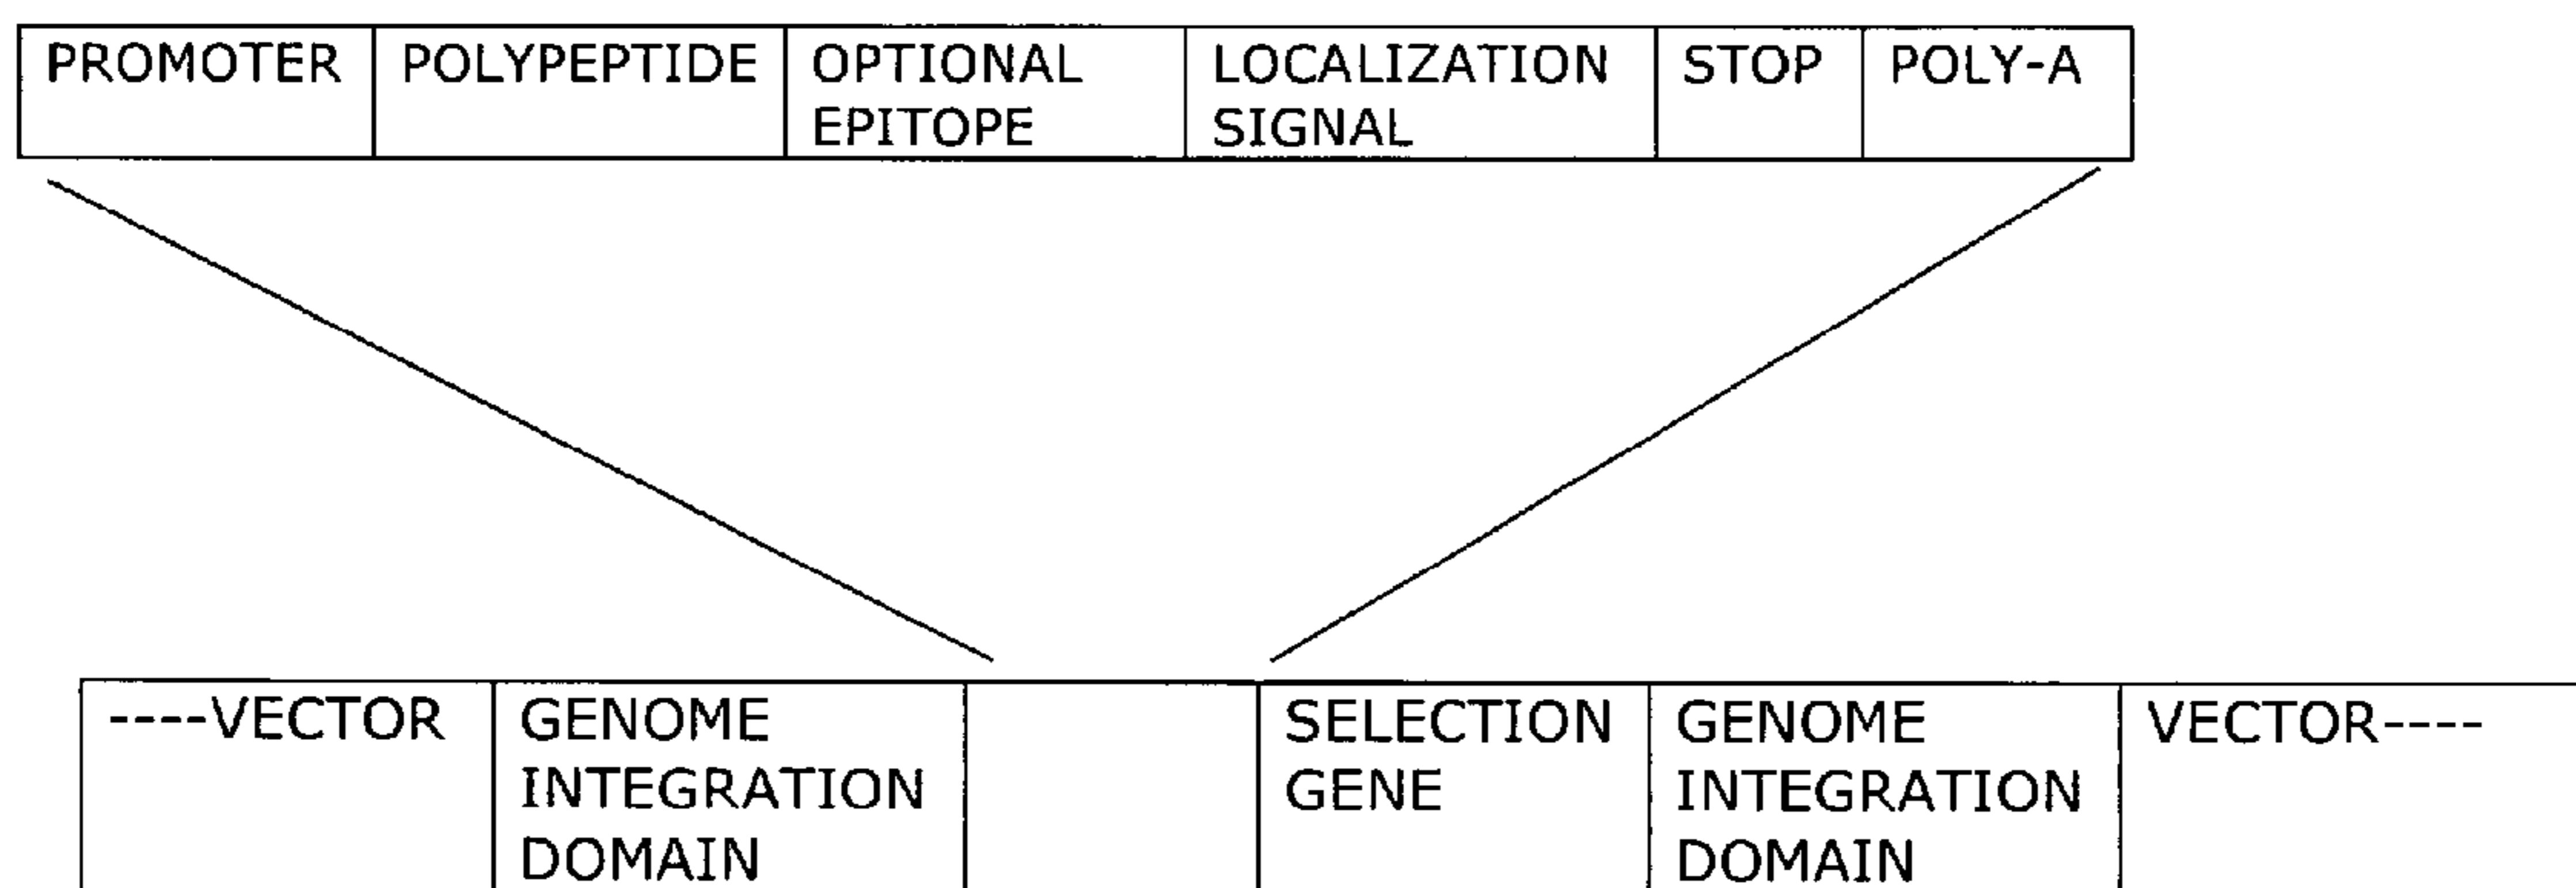 PROMOTER POLYPEPTIDE OPTIONAL EPITOPE LOCALIZATION SIGNAL STOP POLY-A
----VECTOR GENOME INTEGRATION DOMAIN SELECTION GENE GENOME INTEGRATION DOMAIN VECTOR----